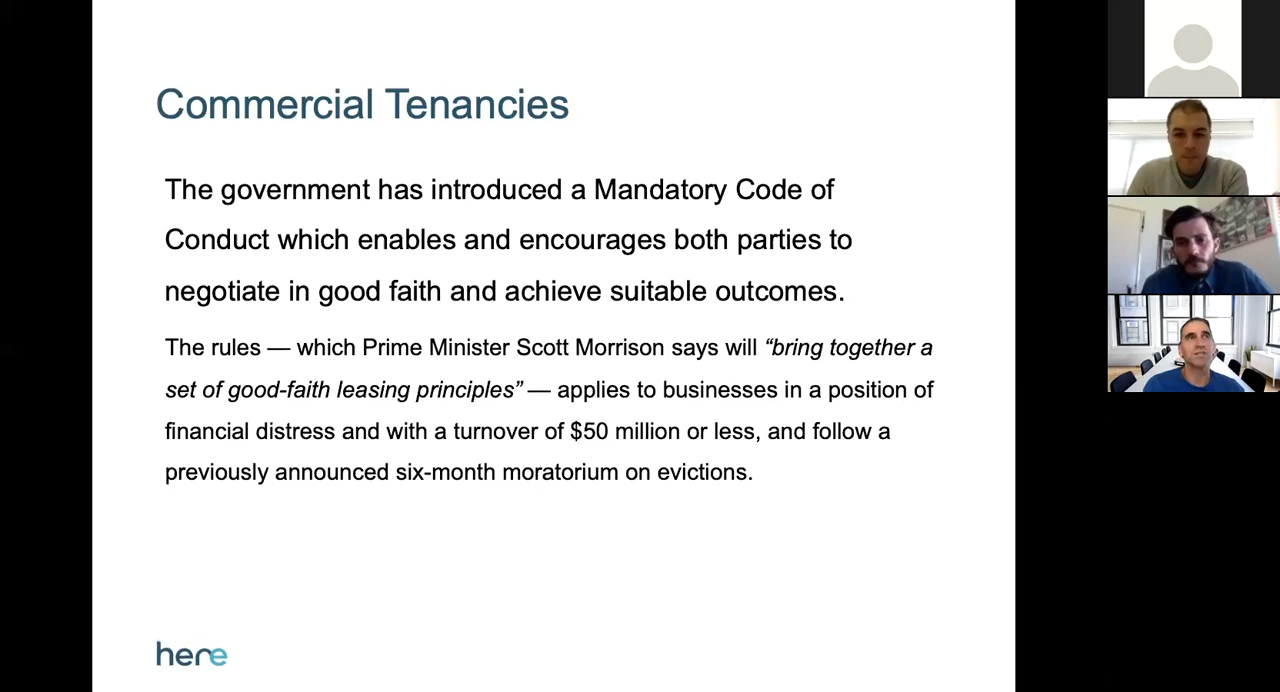 Commercial Tenancies
The government has introduced a Mandatory Code of
Conduct which enables and encourages both parties to
negotiate in good faith and achieve suitable outcomes.
The rules — which Prime Minister Scott Morrison says will “bring together a
set of good-faith leasing principles” — applies to businesses in a position of
financial distress and with a turnover of $50 million or less, and follow a
previously announced six-month moratorium on evictions.
here